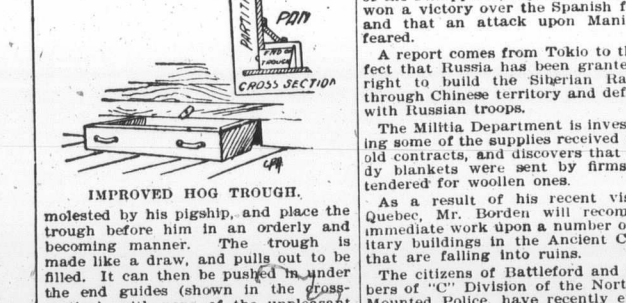 PARTITI
PAN
END OF
TROUGH
CROSS SECTION
IMPROVED HOG TROUGH.
molested by his pigship, and place the
trough before him in an orderly and
becoming manner. The trough is
made like a draw, and pulls out to be
filled. It can then be pushed in under
the end guides (shown in the cross-
won a victory over the Spanish f
and that an attack upon Mani
feared.
A report comes from Tokio to t
fect that Russia has been grante
right to build the Siberian Ra
through Chinese territory and def
with Russian troops.
The Militia Department is inves
ing some of the supplies received
old contracts, and discovers that
dy blankets were sent by firms
tendered for woollen ones.
As a result of his recent vi
Quebec, Mr. Borden will recom
immediate work upon a number o
itary buildings in the Ancient C
that are falling into ruins.
The citizens of Battleford and
bers of "C" Division of the Nort
Mounted Police have recently